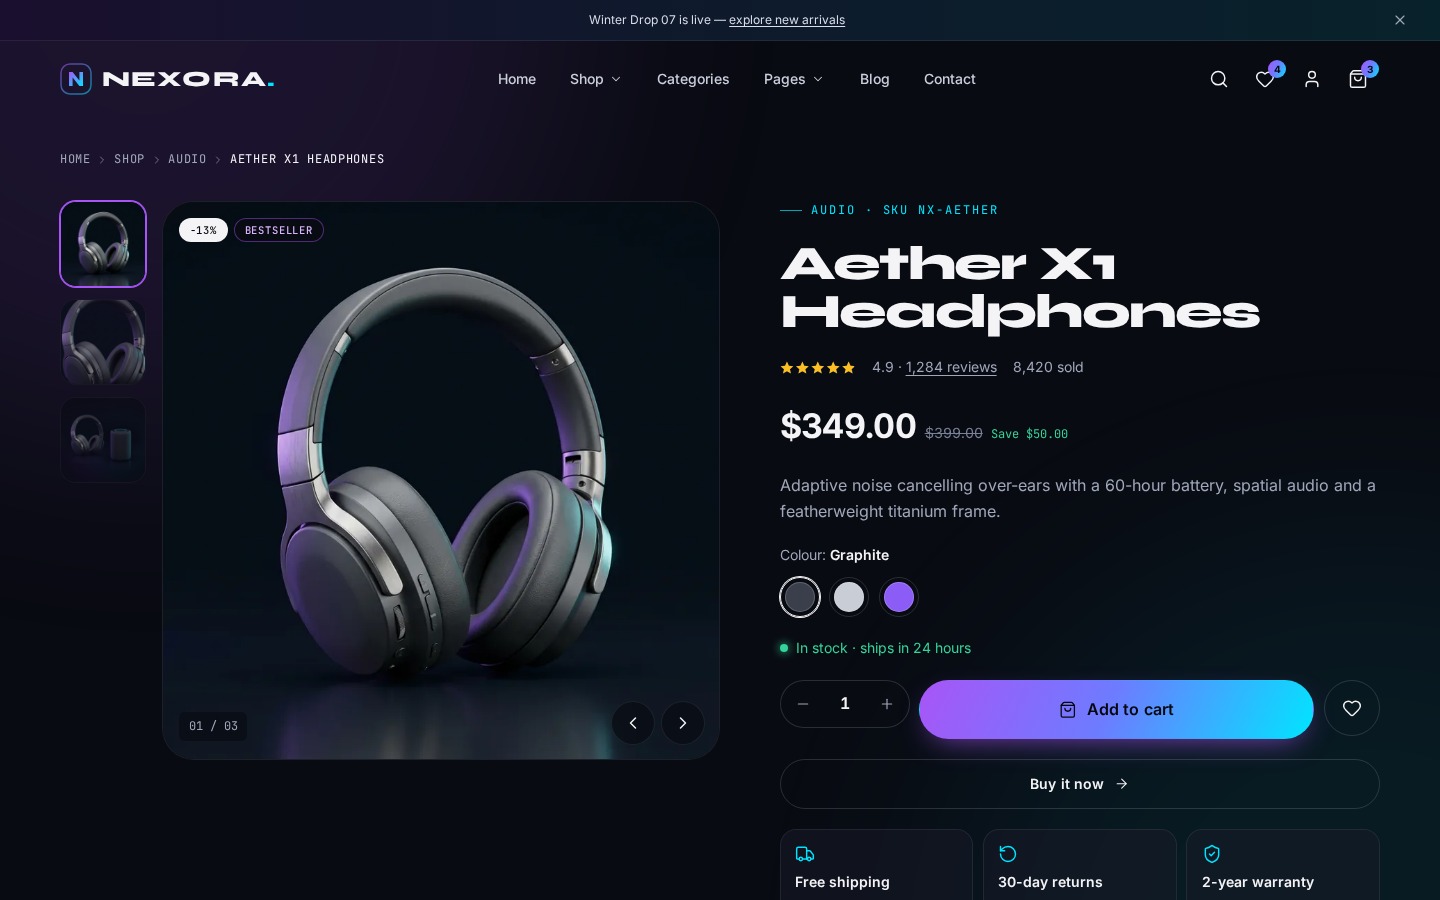 Winter Drop 07 is live — explore new arrivals
N NEXORA.
Home Shop Categories Pages Blog Contact
4 3
HOME > SHOP > AUDIO > AETHER X1 HEADPHONES
-13% BESTSELLER
01 / 03
AUDIO · SKU NX-AETHER
Aether X1
Headphones
4.9 · 1,284 reviews 8,420 sold
$349.00 $399.00 Save $50.00
Adaptive noise cancelling over-ears with a 60-hour battery, spatial audio and a
featherweight titanium frame.
Colour: Graphite
In stock · ships in 24 hours
− 1 + Add to cart
Buy it now →
Free shipping 30-day returns 2-year warranty